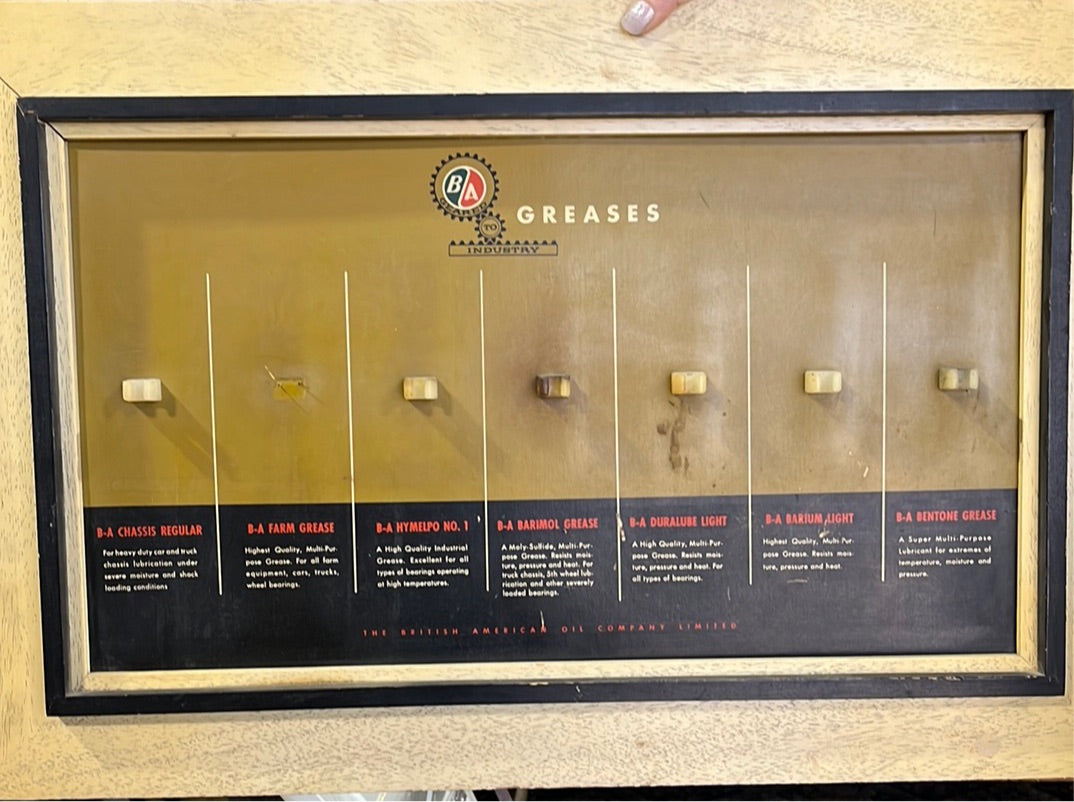 B/A
GEARED
TO
INDUSTRY
GREASES
B-A CHASSIS REGULAR
For heavy duty car and truck
chassis lubrication under
severe moisture and shock
loading conditions
B-A FARM GREASE
Highest Quality, Multi-Pur-
pose Grease. For all farm
equipment, cars, trucks,
wheel bearings.
B-A HYMELPO NO. 1
A High Quality Industrial
Grease. Excellent for all
types of bearings operating
at high temperatures.
B-A BARIMOL GREASE
A Moly-Sulfide, Multi-Pur-
pose Grease. Resists mois-
ture, pressure and heat. For
truck chassis, 5th wheel lub-
rication and other severely
loaded bearings.
B-A DURALUBE LIGHT
A High Quality, Multi-Pur-
pose Grease. Resists mois-
ture, pressure and heat. For
all types of bearings.
B-A BARIUM LIGHT
Highest Quality, Multi-Pur-
pose Grease. Resists mois-
ture, pressure and heat.
B-A BENTONE GREASE
A Super Multi-Purpose
Lubricant for extremes of
temperature, moisture and
pressure.
THE BRITISH AMERICAN OIL COMPANY LIMITED